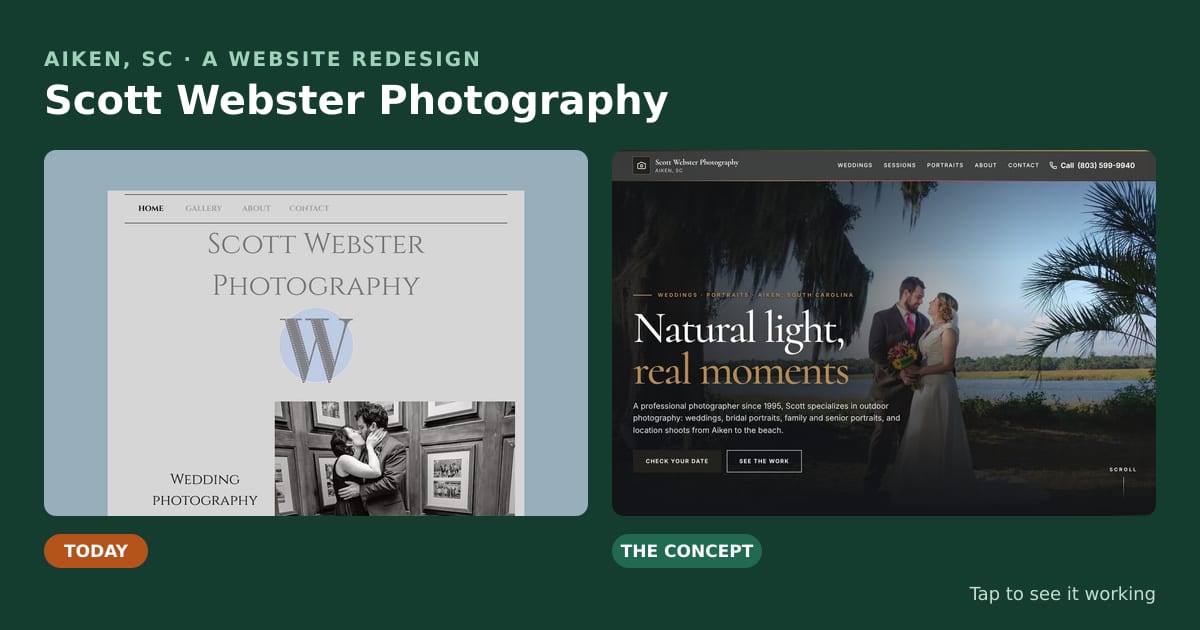 AIKEN, SC · A WEBSITE REDESIGN
Scott Webster Photography
HOME GALLERY ABOUT CONTACT
Scott Webster
Photography
W
Wedding
photography
Scott Webster Photography
AIKEN, SC
WEDDINGS SESSIONS PORTRAITS ABOUT CONTACT Call (803) 599-9940
WEDDINGS · PORTRAITS · AIKEN, SOUTH CAROLINA
Natural light,
real moments
A professional photographer since 1995, Scott specializes in outdoor
photography: weddings, bridal portraits, family and senior portraits, and
location shoots from Aiken to the beach.
CHECK YOUR DATE SEE THE WORK
SCROLL
TODAY
THE CONCEPT
Tap to see it working